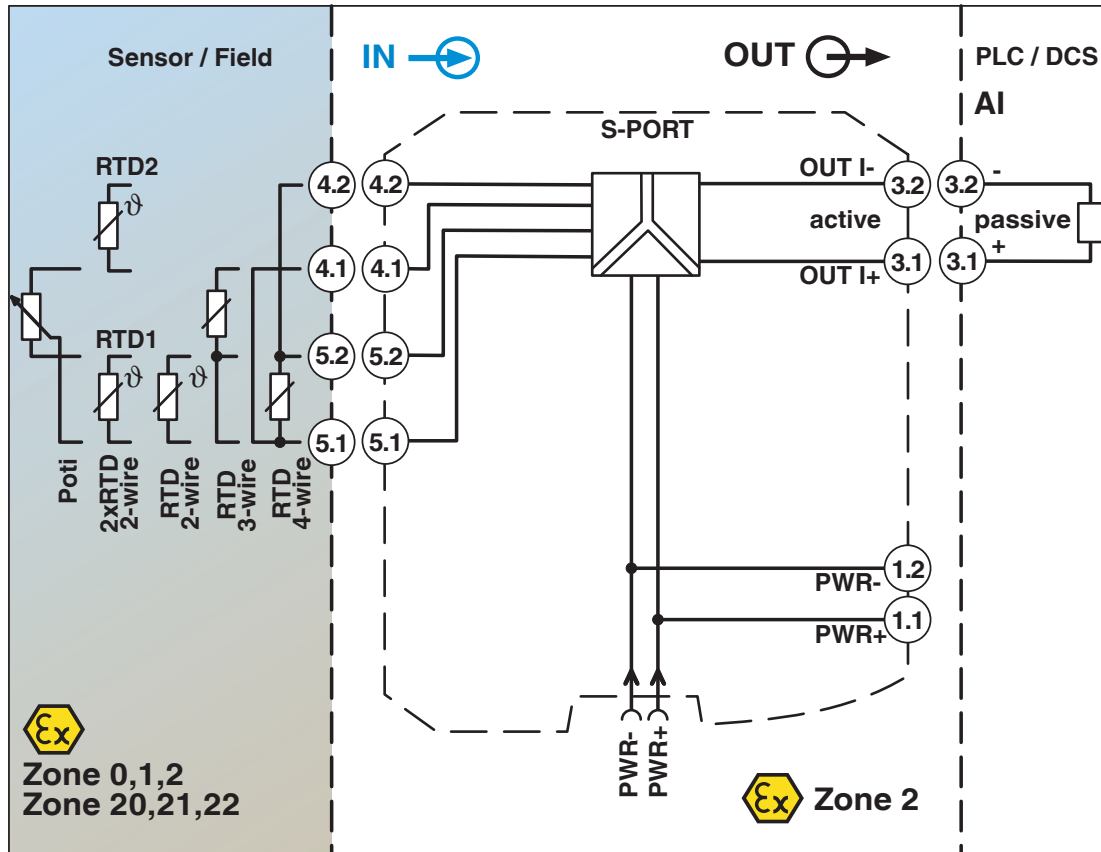 Sensor / Field
IN
OUT
PLC / DCS
AI
S-PORT
RTD2
ϑ
4.2
4.2
OUT I-
3.2
3.2
-
active
passive
4.1
4.1
OUT I+
3.1
3.1
+
RTD1
ϑ
ϑ
5.2
5.2
5.1
5.1
Poti
2xRTD
2-wire
RTD
2-wire
RTD
3-wire
RTD
4-wire
PWR-
1.2
PWR+
1.1
PWR-
PWR+
Ex
Zone 0,1,2
Zone 20,21,22
Ex
Zone 2